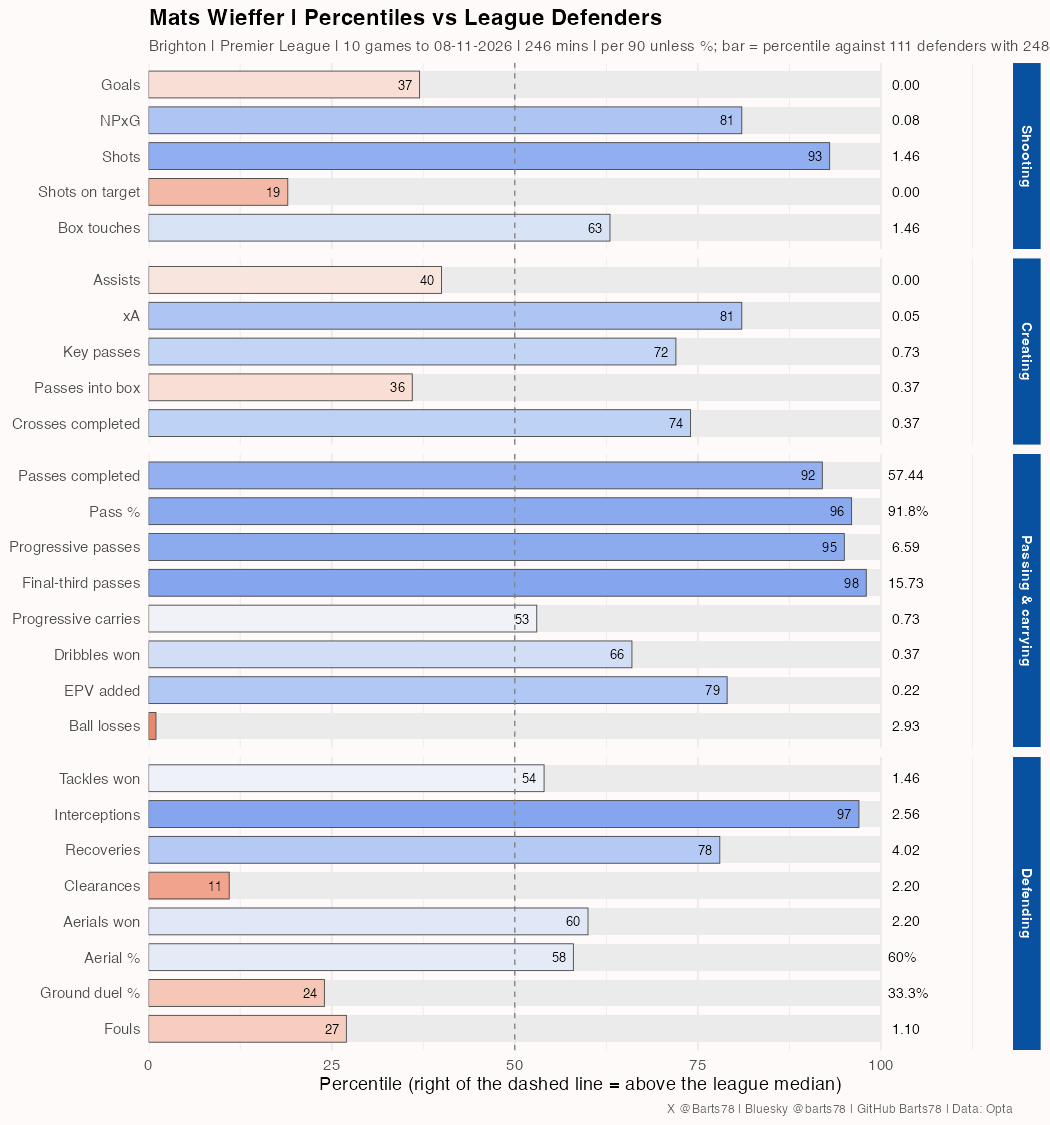 Mats Wieffer | Percentiles vs League Defenders
Brighton | Premier League | 10 games to 08-11-2026 | 246 mins | per 90 unless %; bar = percentile against 111 defenders with 248
Goals 37 0.00
NPxG 81 0.08
Shots 93 1.46
Shots on target 19 0.00
Box touches 63 1.46
Shooting
Assists 40 0.00
xA 81 0.05
Key passes 72 0.73
Passes into box 36 0.37
Crosses completed 74 0.37
Creating
Passes completed 92 57.44
Pass % 96 91.8%
Progressive passes 95 6.59
Final-third passes 98 15.73
Progressive carries 53 0.73
Dribbles won 66 0.37
EPV added 79 0.22
Ball losses 2.93
Passing & carrying
Tackles won 54 1.46
Interceptions 97 2.56
Recoveries 78 4.02
Clearances 11 2.20
Aerials won 60 2.20
Aerial % 58 60%
Ground duel % 24 33.3%
Fouls 27 1.10
Defending
0 25 50 75 100
Percentile (right of the dashed line = above the league median)
X @Barts78 | Bluesky @barts78 | GitHub Barts78 | Data: Opta